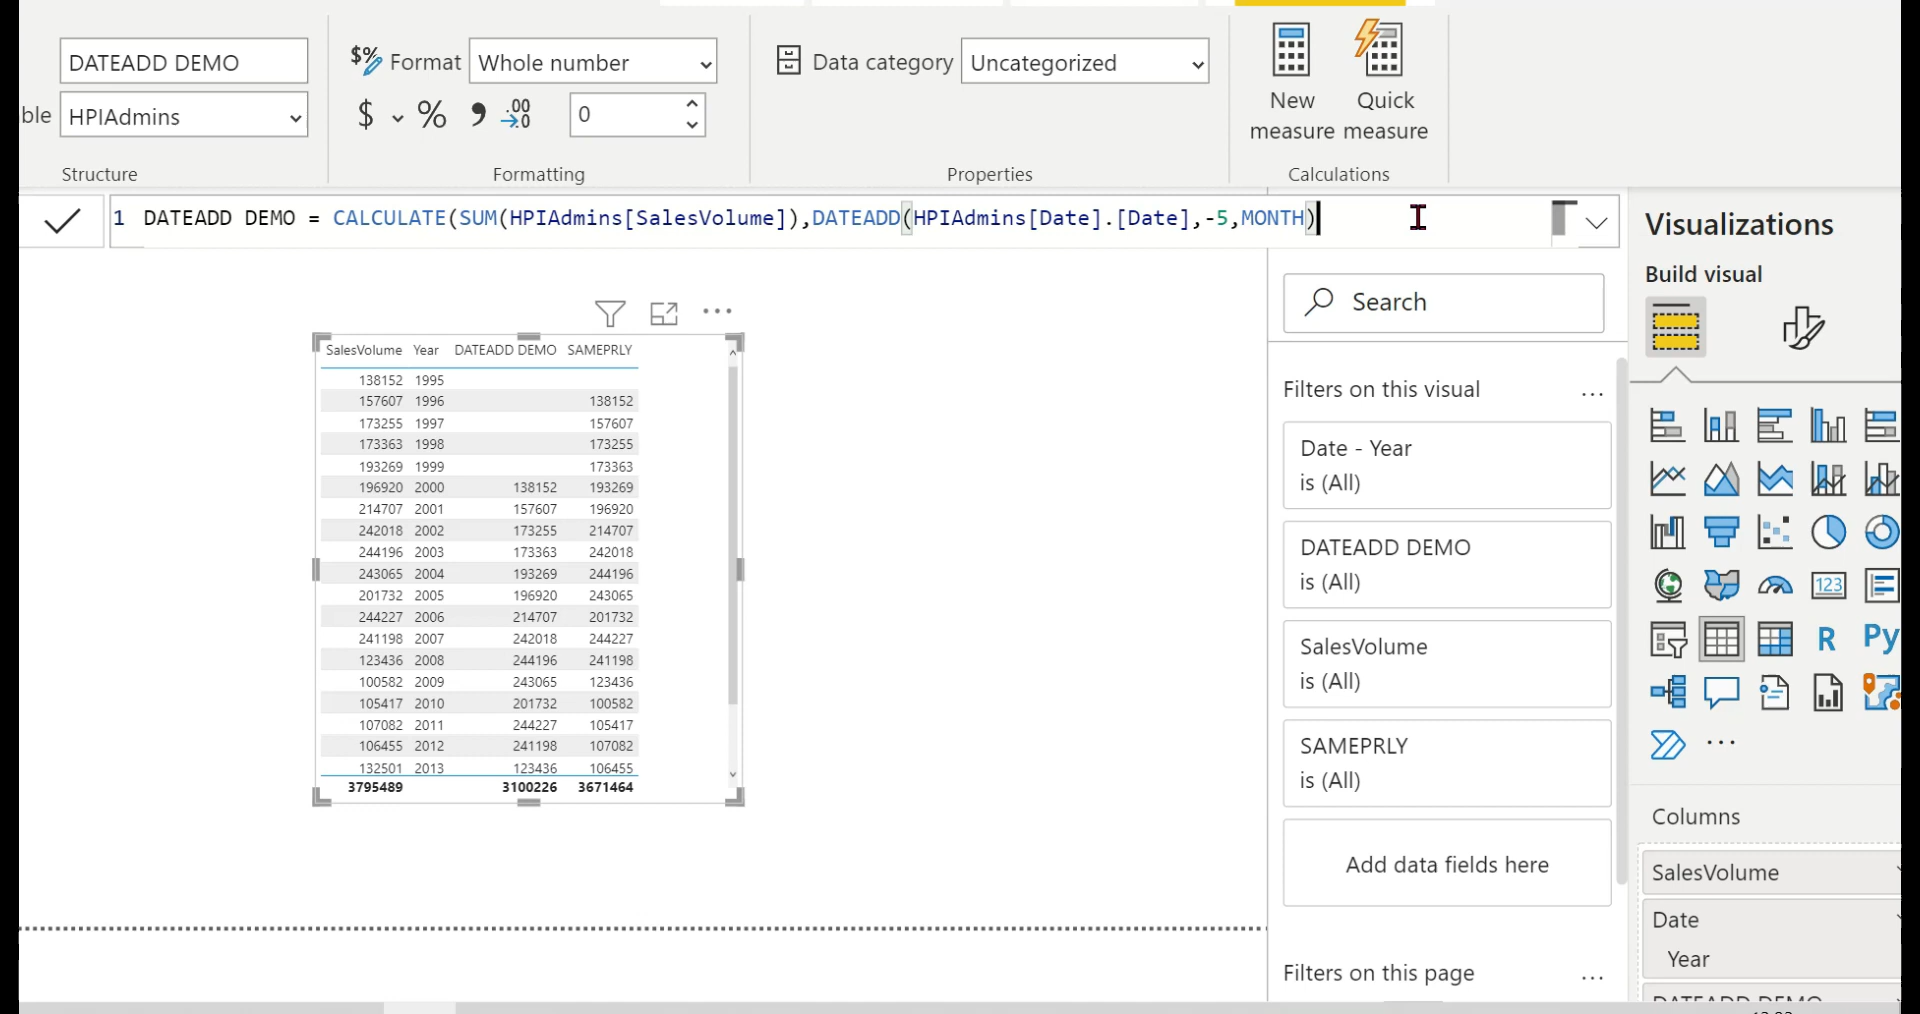 DATEADD DEMO
$% Format Whole number
Data category Uncategorized
ble HPIAdmins
$ % , .00 .0 0
New measure
Quick measure
Structure
Formatting
Properties
Calculations
1 DATEADD DEMO = CALCULATE(SUM(HPIAdmins[SalesVolume]),DATEADD(HPIAdmins[Date].[Date],-5,MONTH)
SalesVolume Year DATEADD DEMO SAMEPRLY
138152 1995
157607 1996 138152
173255 1997 157607
173363 1998 173255
193269 1999 173363
196920 2000 138152 193269
214707 2001 157607 196920
242018 2002 173255 214707
244196 2003 173363 242018
243065 2004 193269 244196
201732 2005 196920 243065
244227 2006 214707 201732
241198 2007 242018 244227
123436 2008 244196 241198
100582 2009 243065 123436
105417 2010 201732 100582
107082 2011 244227 105417
106455 2012 241198 107082
132501 2013 123436 106455
3795489 3100226 3671464
Search
Filters on this visual
...
Date - Year
is (All)
DATEADD DEMO
is (All)
SalesVolume
is (All)
SAMEPRLY
is (All)
Add data fields here
Filters on this page
...
Visualizations
Build visual
123
R
Py
...
Columns
SalesVolume
Date
Year
DATEADD DEMO